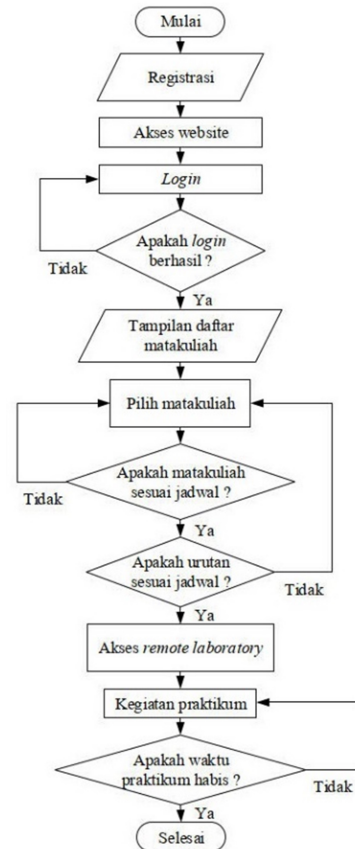 Mulai
Registrasi
Akses website
Login
Apakah login
berhasil ?
Tidak
Ya
Tampilan daftar
matakuliah
Pilih matakuliah
Apakah matakuliah
sesuai jadwal ?
Tidak
Ya
Apakah urutan
sesuai jadwal ?
Tidak
Ya
Akses remote laboratory
Kegiatan praktikum
Apakah waktu
praktikum habis ?
Tidak
Ya
Selesai